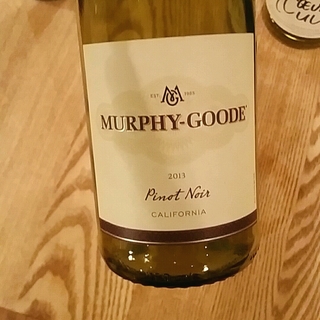 EST 1985
MURPHY-GOODE
2013
Pinot Noir
CALIFORNIA